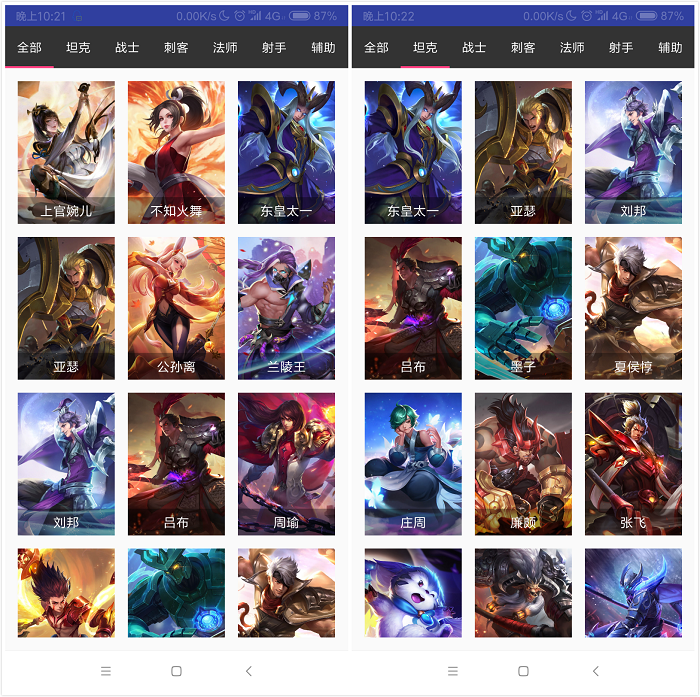 晚上10:21 0.00K/s 4G 87%
全部 坦克 战士 刺客 法师 射手 辅助
上官婉儿 不知火舞 东皇太一
亚瑟 公孙离 兰陵王
刘邦 吕布 周瑜
晚上10:22 0.00K/s 4G 87%
全部 坦克 战士 刺客 法师 射手 辅助
东皇太一 亚瑟 刘邦
吕布 墨子 夏侯惇
庄周 廉颇 张飞